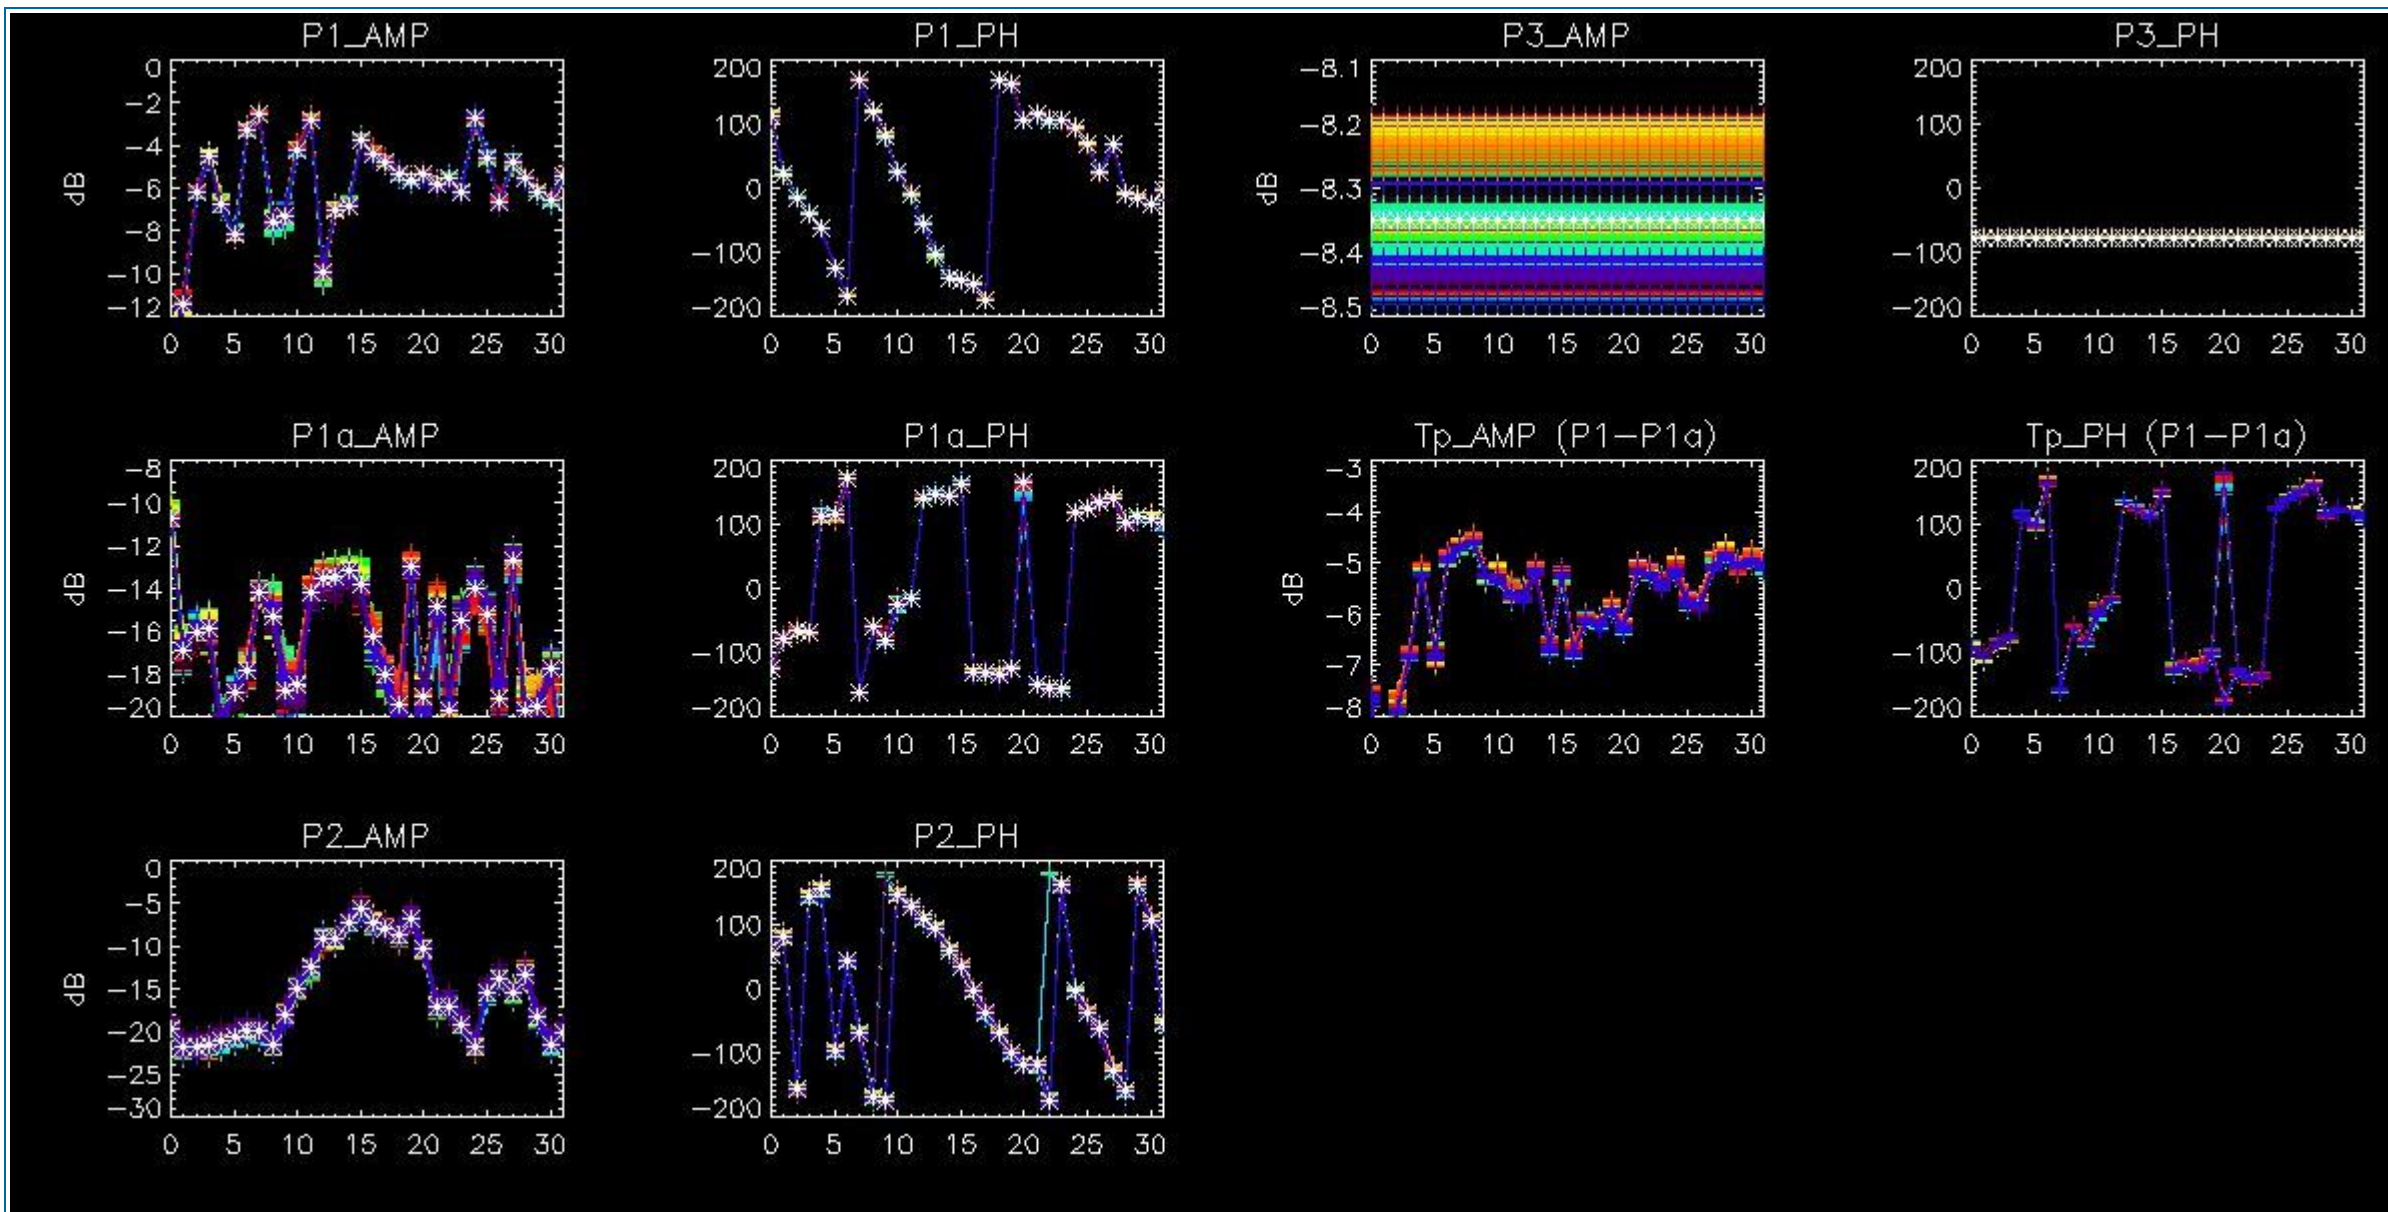 P1_AMP
0
−2
−4
−6
−8
−10
−12
dB
0 5 10 15 20 25 30
P1_PH
200
100
0
−100
−200
0 5 10 15 20 25 30
P3_AMP
−8.1
−8.2
−8.3
−8.4
−8.5
dB
0 5 10 15 20 25 30
P3_PH
200
100
0
−100
−200
0 5 10 15 20 25 30
P1a_AMP
−8
−10
−12
−14
−16
−18
−20
dB
0 5 10 15 20 25 30
P1a_PH
200
100
0
−100
−200
0 5 10 15 20 25 30
Tp_AMP (P1−P1a)
−3
−4
−5
−6
−7
−8
dB
0 5 10 15 20 25 30
Tp_PH (P1−P1a)
200
100
0
−100
−200
0 5 10 15 20 25 30
P2_AMP
0
−5
−10
−15
−20
−25
−30
dB
0 5 10 15 20 25 30
P2_PH
200
100
0
−100
−200
0 5 10 15 20 25 30